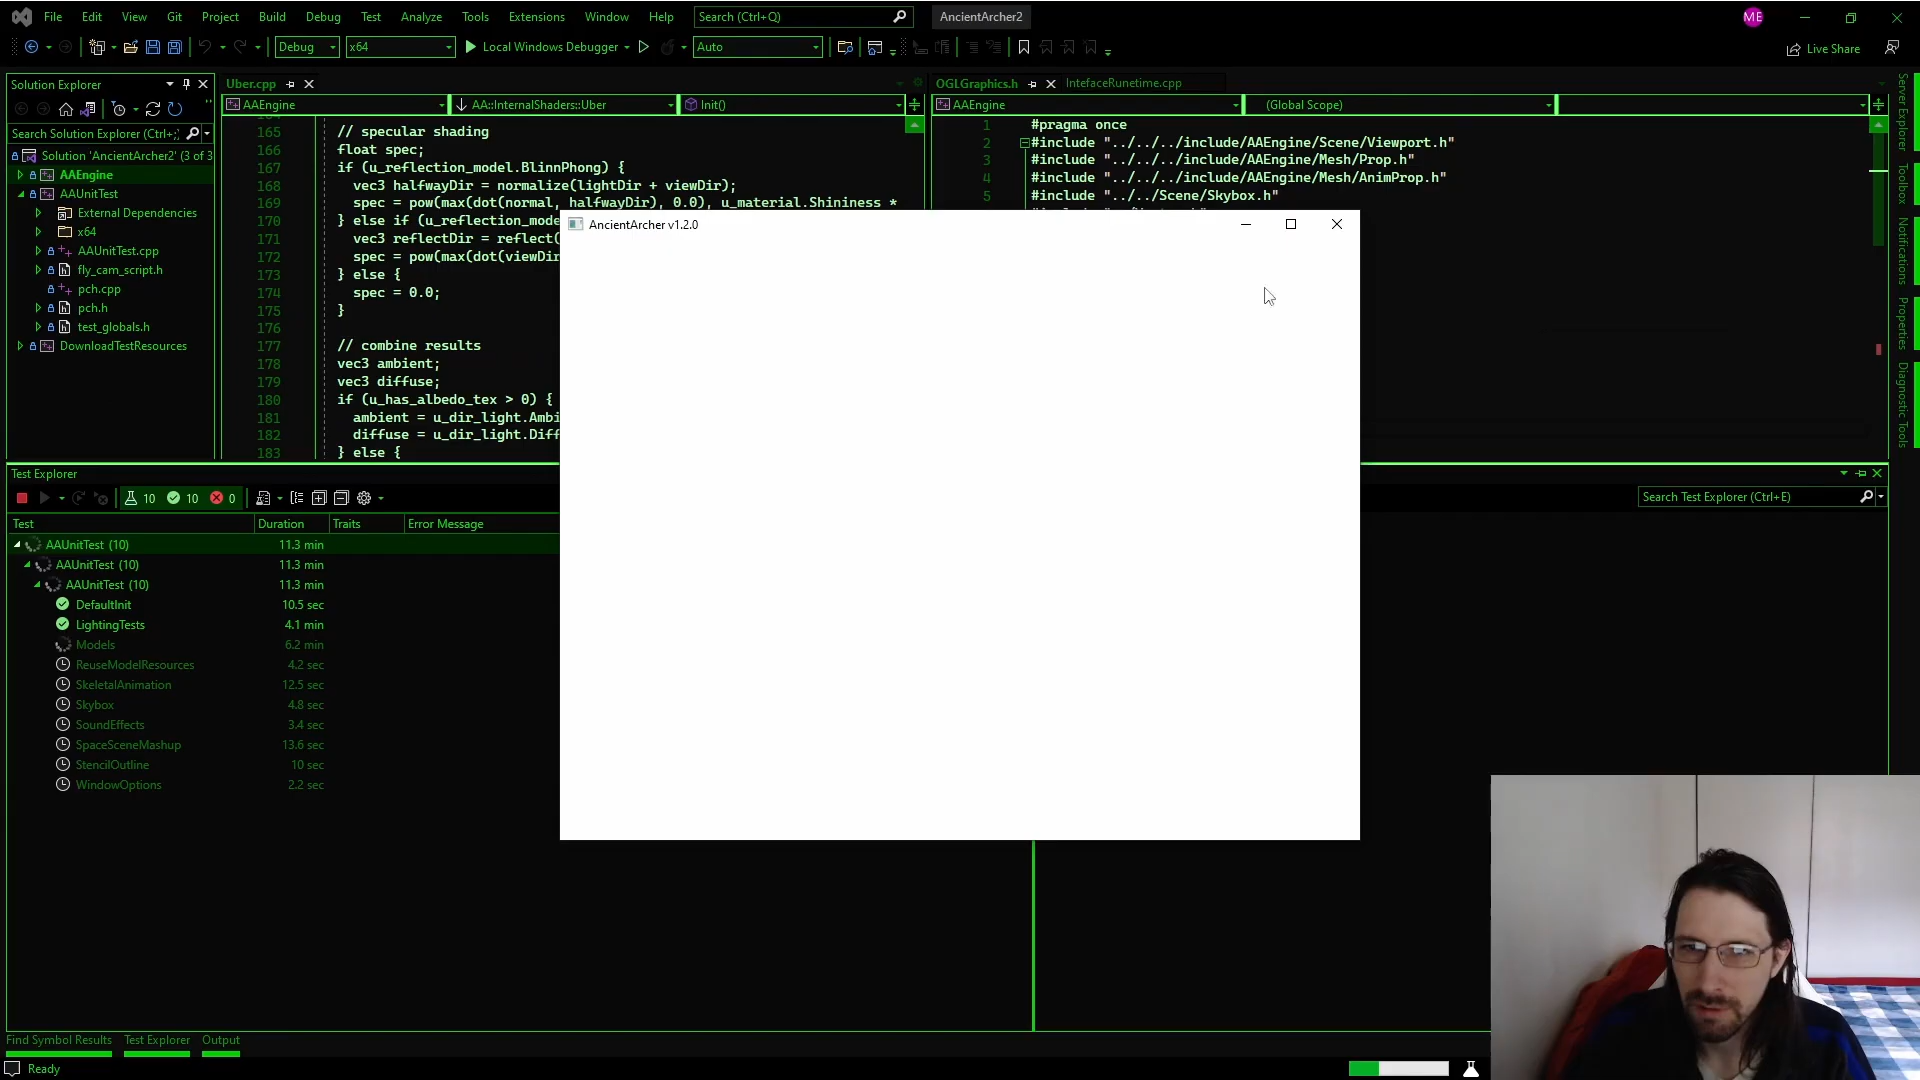 File Edit View Git Project Build Debug Test Analyze Tools Extensions Window Help Search (Ctrl+Q) AncientArcher2 ME
Debug x64 Local Windows Debugger Auto Live Share
Solution Explorer
Search Solution Explorer (Ctrl+;)
Solution 'AncientArcher2' (3 of 3
AAEngine
AAUnitTest
External Dependencies
x64
AAUnitTest.cpp
fly_cam_script.h
pch.cpp
pch.h
test_globals.h
DownloadTestResources
Uber.cpp
AAEngine AA::InternalShaders::Uber Init()
165 // specular shading
166 float spec;
167 if (u_reflection_model.BlinnPhong) {
168 vec3 halfwayDir = normalize(lightDir + viewDir);
169 spec = pow(max(dot(normal, halfwayDir), 0.0), u_material.Shininess *
170 } else if (u_reflection_mode
171 vec3 reflectDir = reflect(
172 spec = pow(max(dot(viewDir
173 } else {
174 spec = 0.0;
175 }
176
177 // combine results
178 vec3 ambient;
179 vec3 diffuse;
180 if (u_has_albedo_tex > 0) {
181 ambient = u_dir_light.Ambi
182 diffuse = u_dir_light.Diff
183 } else {
OGLGraphics.h IntefaceRunetime.cpp
AAEngine (Global Scope)
1 #pragma once
2 #include "../../../include/AAEngine/Scene/Viewport.h"
3 #include "../../../include/AAEngine/Mesh/Prop.h"
4 #include "../../../include/AAEngine/Mesh/AnimProp.h"
5 #include "../../Scene/Skybox.h"
Server Explorer
Toolbox
Notifications
Properties
Diagnostic Tools
AncientArcher v1.2.0
Test Explorer
10 10 0
Search Test Explorer (Ctrl+E)
Test Duration Traits Error Message
AAUnitTest (10) 11.3 min
AAUnitTest (10) 11.3 min
AAUnitTest (10) 11.3 min
DefaultInit 10.5 sec
LightingTests 4.1 min
Models 6.2 min
ReuseModelResources 4.2 sec
SkeletalAnimation 12.5 sec
Skybox 4.8 sec
SoundEffects 3.4 sec
SpaceSceneMashup 13.6 sec
StencilOutline 10 sec
WindowOptions 2.2 sec
Find Symbol Results Test Explorer Output
Ready